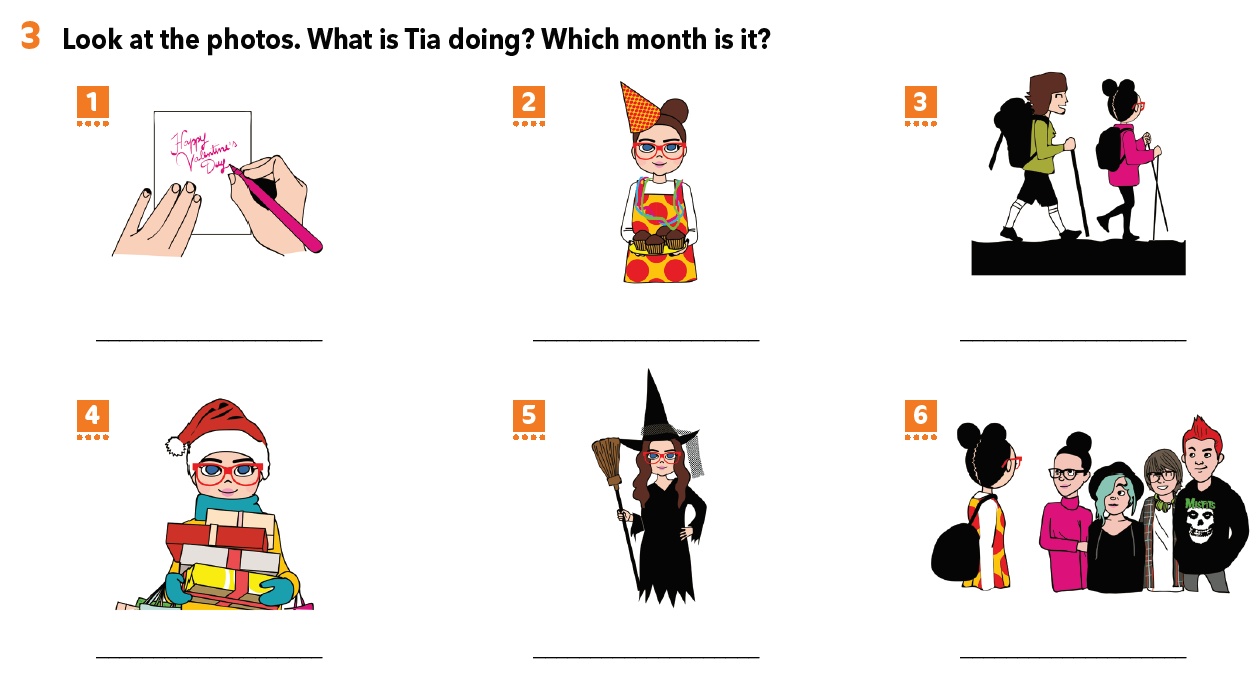 3 Look at the photos. What is Tia doing? Which month is it?
1
Happy
Valentine's
Day
2
3
4
5
6
MISFITS